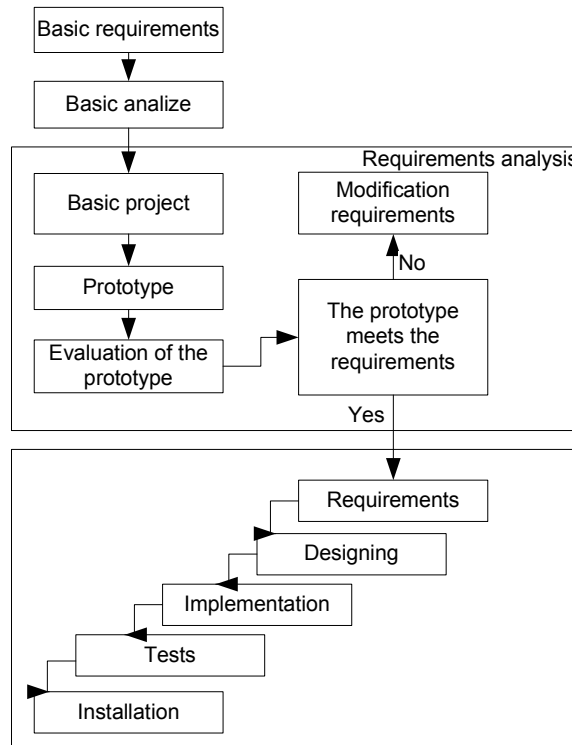 Basic requirements
Basic analize
Requirements analysis
Basic project
Modification
requirements
No
Prototype
The prototype
meets the
requirements
Evaluation of the
prototype
Yes
Requirements
Designing
Implementation
Tests
Installation